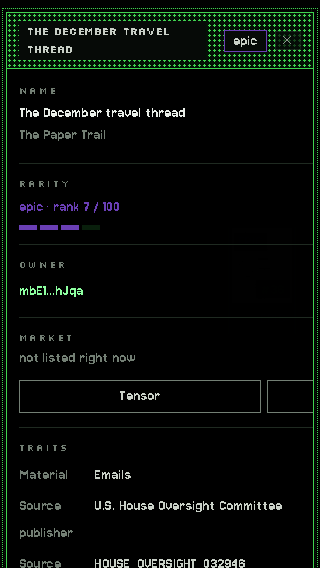 THE DECEMBER TRAVEL
THREAD
epic
×
NAME
The December travel thread
The Paper Trail
RARITY
epic · rank 7 / 100
OWNER
mbE1...hJqa
MARKET
not listed right now
Tensor
TRAITS
Material Emails
Source U.S. House Oversight Committee
publisher
Source HOUSE_OVERSIGHT_032946